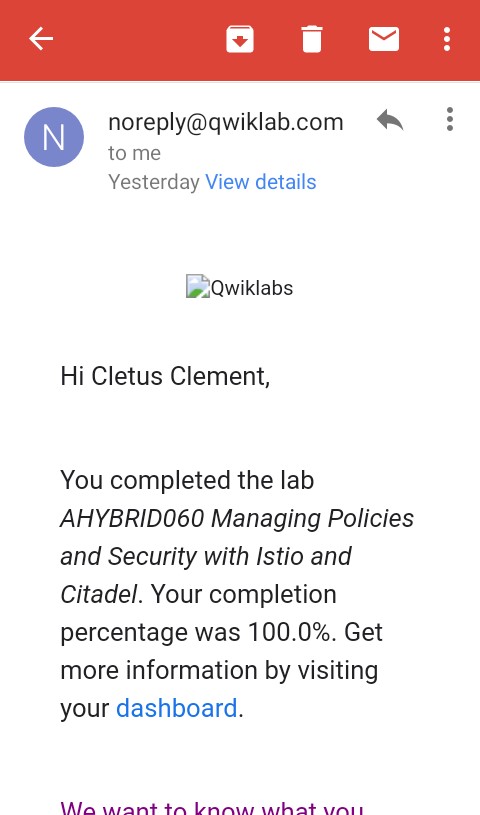 N
noreply@qwiklab.com
to me
Yesterday View details
Qwiklabs
Hi Cletus Clement,
You completed the lab
AHYBRID060 Managing Policies
and Security with Istio and
Citadel. Your completion
percentage was 100.0%. Get
more information by visiting
your dashboard.
We want to know what you